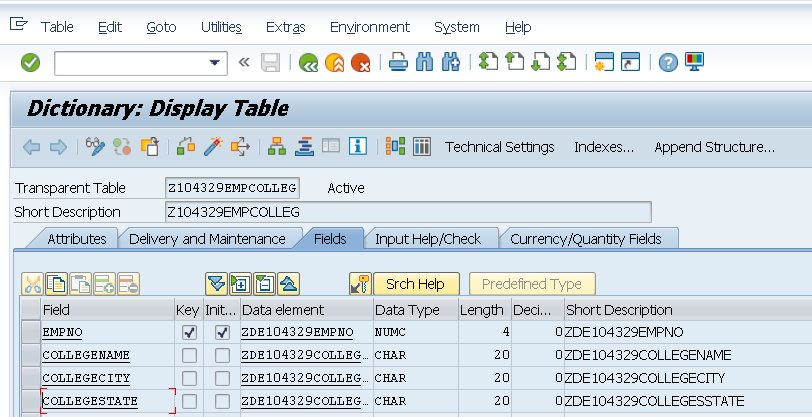 Table Edit Goto Utilities Extras Environment System Help
Dictionary: Display Table
Technical Settings Indexes... Append Structure...
Transparent Table Z104329EMPCOLLEG Active
Short Description Z104329EMPCOLLEG
Attributes Delivery and Maintenance Fields Input Help/Check Currency/Quantity Fields
Srch Help Predefined Type
Field Key Init... Data element Data Type Length Deci... Short Description
EMPNO ZDE104329EMPNO NUMC 4 0 ZDE104329EMPNO
COLLEGENAME ZDE104329COLLEG... CHAR 20 0 ZDE104329COLLEGENAME
COLLEGECITY ZDE104329COLLEG... CHAR 20 0 ZDE104329COLLEGECITY
COLLEGESTATE ZDE104329COLLEG... CHAR 20 0 ZDE104329COLLEGESSTATE